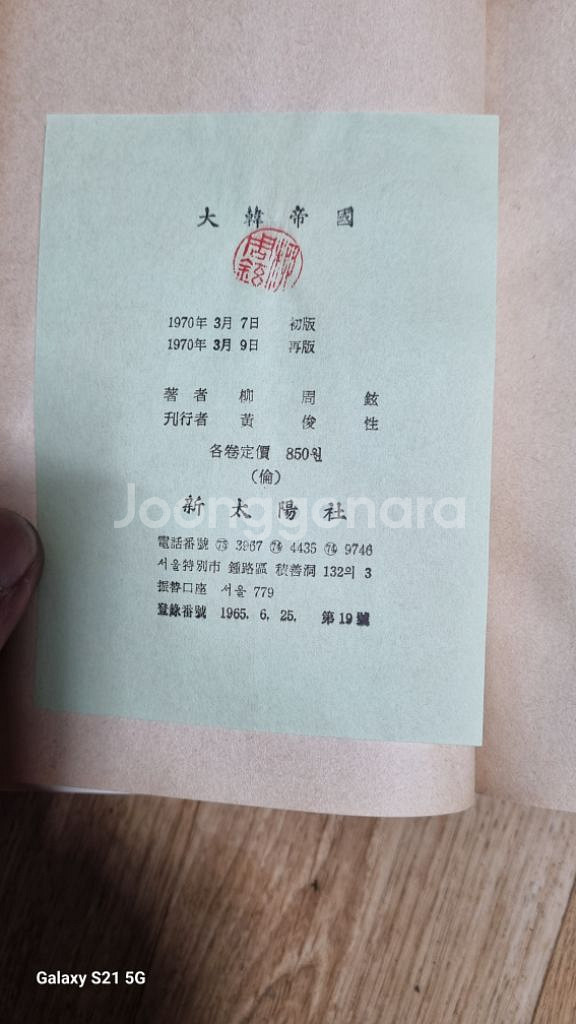 大韓帝國
柳周鉉
1970年 3月 7日 初版
1970年 3月 9日 再版
著者 柳周鉉
刊行者 黃俊性
各卷定價 850원
(倫)
新太陽社
Joonggonara
電話番號 ㊆ 3967 ㊆ 4435 ㊆ 9746
서울特別市 鍾路區 積善洞 132의 3
振替口座 서울 779
登錄番號 1965. 6. 25. 第19號
Galaxy S21 5G